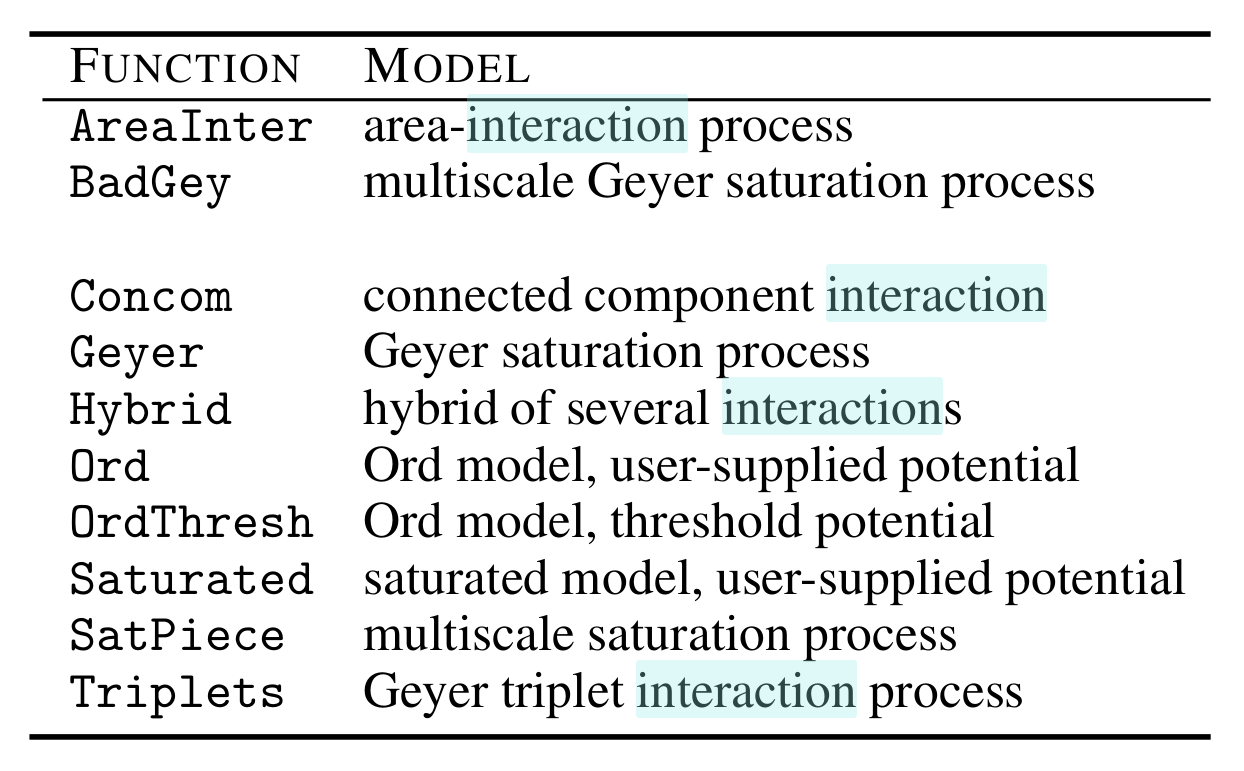 FUNCTION MODEL
AreaInter area-interaction process
BadGey multiscale Geyer saturation process
Concom connected component interaction
Geyer Geyer saturation process
Hybrid hybrid of several interactions
Ord Ord model, user-supplied potential
OrdThresh Ord model, threshold potential
Saturated saturated model, user-supplied potential
SatPiece multiscale saturation process
Triplets Geyer triplet interaction process